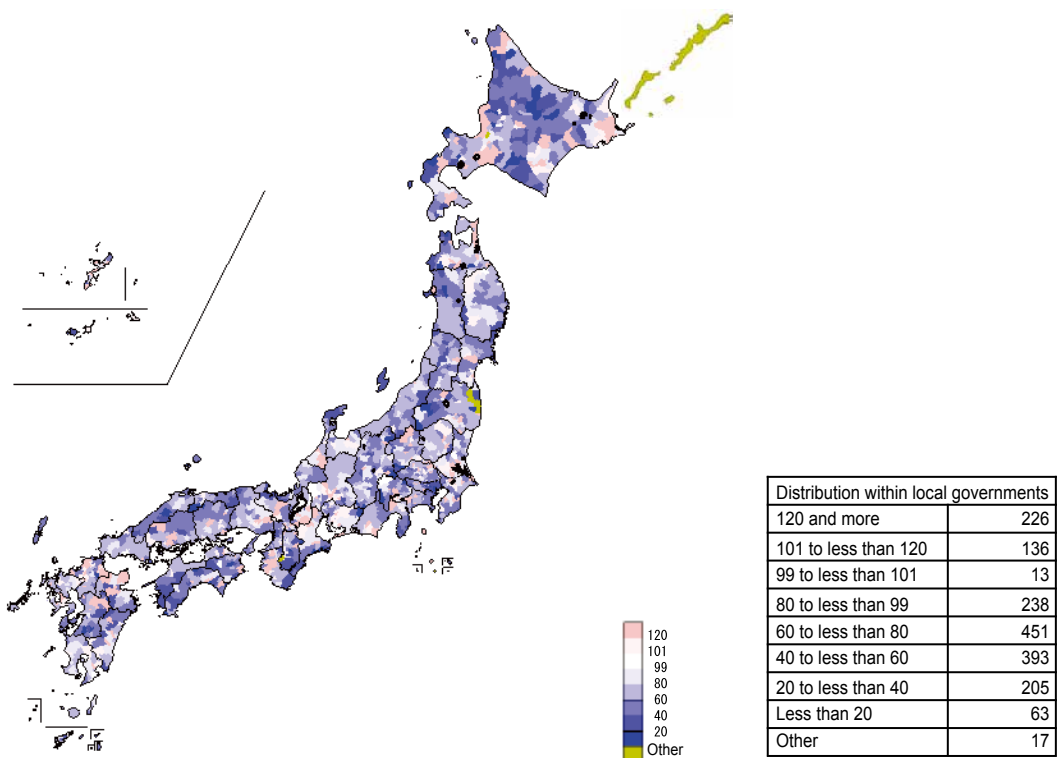 120
101
99
80
60
40
20
Other
Distribution within local governments
120 and more 226
101 to less than 120 136
99 to less than 101 13
80 to less than 99 238
60 to less than 80 451
40 to less than 60 393
20 to less than 40 205
Less than 20 63
Other 17